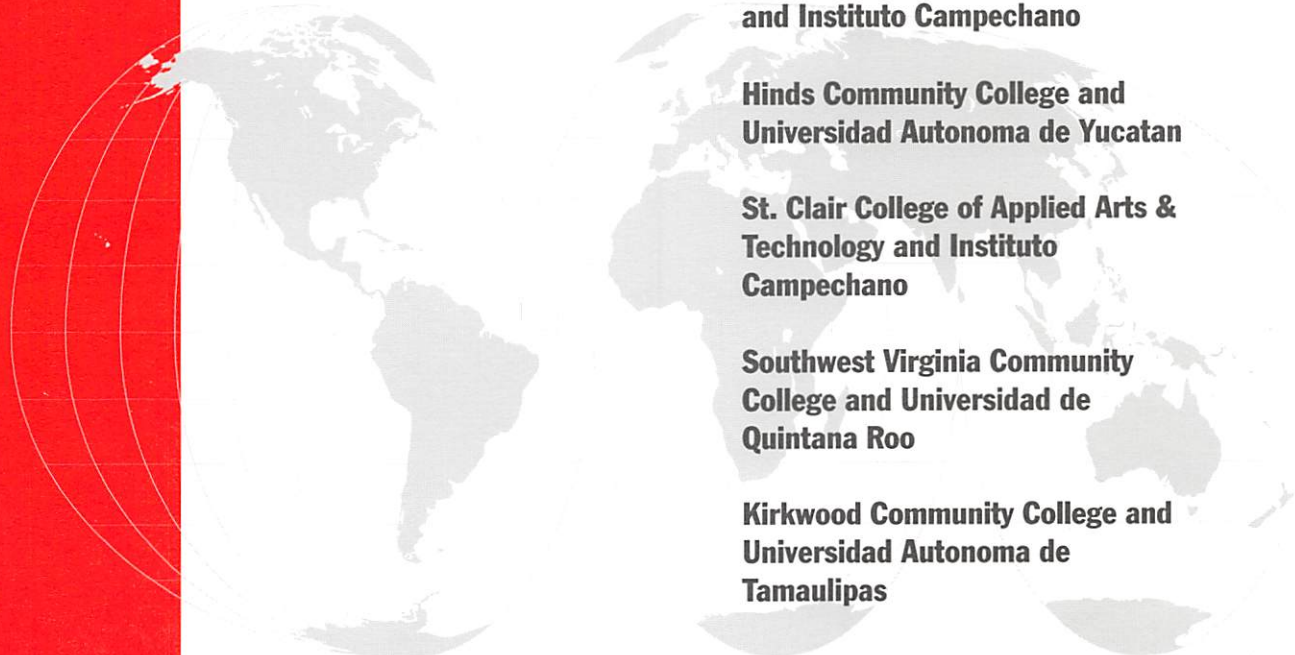 and Instituto Campechano
Hinds Community College and
Universidad Autonoma de Yucatan
St. Clair College of Applied Arts &
Technology and Instituto
Campechano
Southwest Virginia Community
College and Universidad de
Quintana Roo
Kirkwood Community College and
Universidad Autonoma de
Tamaulipas